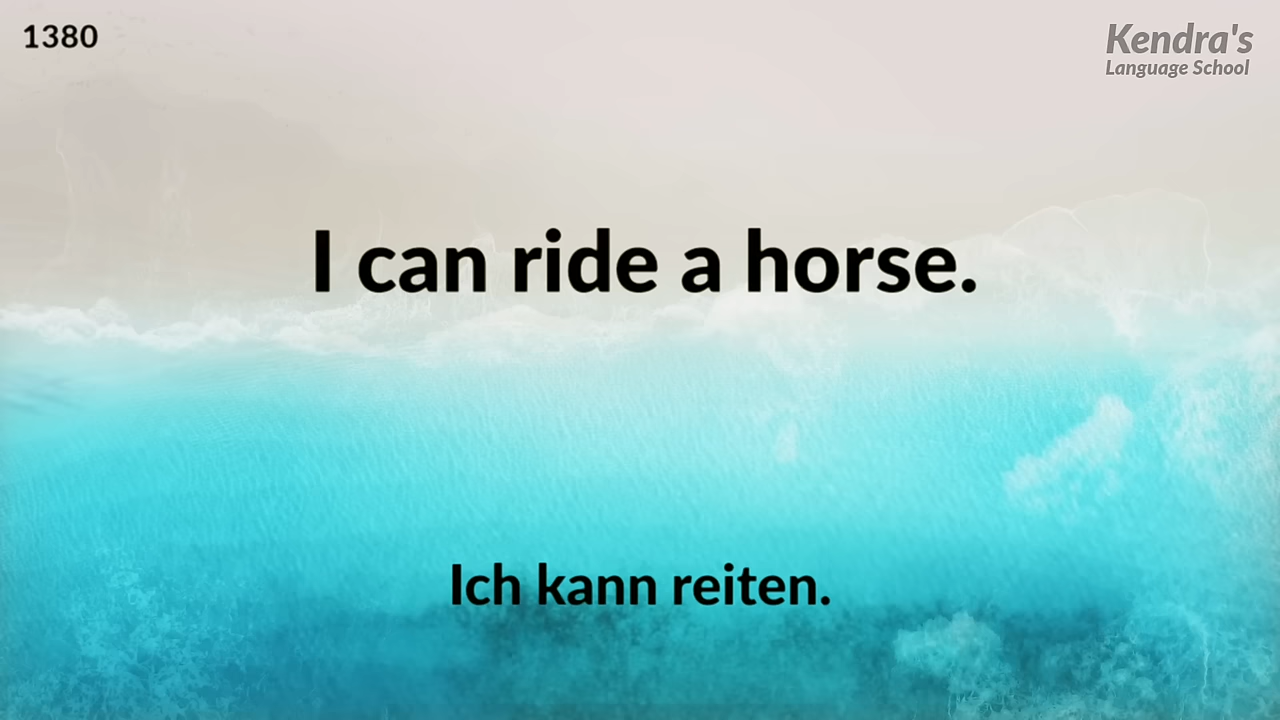 1380
Kendra's
Language School
I can ride a horse.
Ich kann reiten.